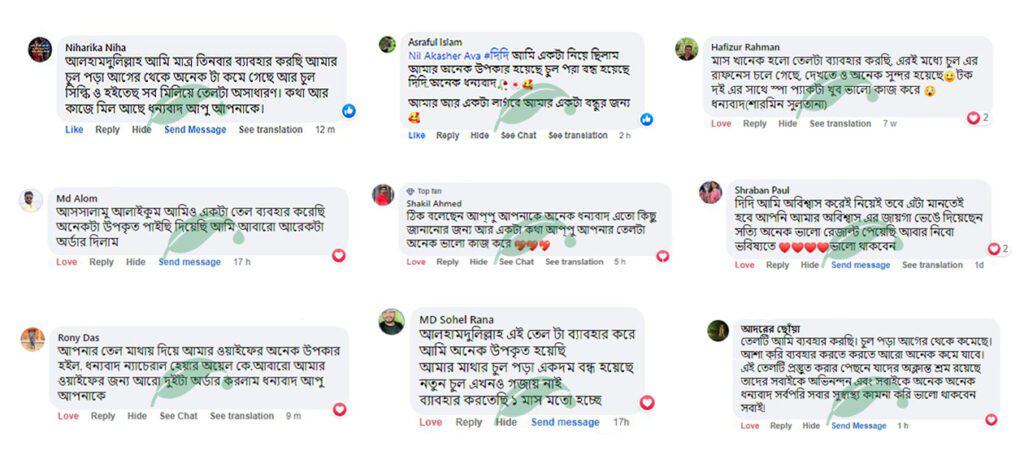 Niharika Niha
আলহামদুলিল্লাহ আমি মাত্র তিনবার ব্যাবহার করছি আমার
চুল পড়া আগের থেকে অনেক টা কমে গেছে আর চুল
সিল্কি ও হইতেছ সব মিলিয়ে তেলটা অসাধারণ। কথা আর
কাজে মিল আছে ধন্যবাদ আপু আপনাকে।
Like Reply Hide Send Message See translation 12 m
Asraful Islam
Nil Akasher Ava #দিদি আমি একটা নিয়ে ছিলাম
আমার অনেক উপকার হয়েছে চুল পরা বন্ধ হয়েছে
দিদি অনেক ধন্যবাদ🥀🥰
আমার আর একটা লাগবে আমার একটা বন্ধুর জন্য
🥰
Like Reply Hide See Chat See translation 2 h
Hafizur Rahman
মাস খানেক হলো তেলটা ব্যবহার করছি, এরই মধ্যে চুল এর
রাফনেস চলে গেছে, দেখতে ও অনেক সুন্দর হয়েছে🙂টক
দই এর সাথে স্পা প্যাকটা খুব ভালো কাজ করে 😧
ধন্যবাদ(শারমিন সুলতানা)
2
Love Reply Hide See translation 7 w
Md Alom
আসসালামু আলাইকুম আমিও একটা তেল ব্যবহার করেছি
অনেকটা উপকৃত পাইছি দিয়েছি আমি আবারো আরেকটা
অর্ডার দিলাম
Love Reply Hide Send message 17 h
Top fan
Shakil Ahmed
ঠিক বলেছেন আপ্পু আপনাকে অনেক ধন্যবাদ এতো কিছু
জানানোর জন্য আর একটা কথা আপ্পু আপনার তেলটা
অনেক ভালো কাজ করে ❤❤❤
Love Reply Hide See Chat See translation 5 h
Shraban Paul
দিদি আমি অবিশ্বাস করেই নিয়েই তবে এটা মানতেই
হবে আপনি আমার অবিশ্বাস এর জায়গা ভেঙে দিয়েছেন
সত্যি অনেক ভালো রেজাল্ট পেয়েছি আবার নিবো
ভবিষ্যতে ❤❤❤❤ভালো থাকবেন
2
Love Reply Hide Send message See translation 1d
Rony Das
আপনার তেল মাথায় দিয়ে আমার ওয়াইফের অনেক উপকার
হইল. ধন্যবাদ ন্যাচেরাল হেয়ার অয়েল কে.আবারো আমার
ওয়াইফের জন্য আরো দুইটা অর্ডার করলাম ধন্যবাদ আপু
আপনাকে
Love Reply Hide See Chat See translation 9 m
MD Sohel Rana
আলহামদুলিল্লাহ এই তেল টা ব্যাবহার করে
আমি অনেক উপকৃত হয়েছি
আমার মাথার চুল পড়া একদম বন্ধ হয়েছে
নতুন চুল এখনও গজায় নাই
ব্যাবহার করতেছি ১ মাস মতো হচ্ছে
Love Reply Hide Send message 17h
আদরের ছোঁয়া
তেলটি আমি ব্যবহার করছি। চুল পড়া আগের থেকে কমেছে।
আশা করি ব্যবহার করতে করতে আরো অনেক কমে যাবে।
এই তেলটি প্রস্তুত করার পেছনে যাদের অক্লান্ত শ্রম রয়েছে
তাদের সবাইকে অভিনন্দন এবং সবাইকে অনেক অনেক
ধন্যবাদ সর্বপরি সবার সুস্বাস্থ্য কামনা করি ভালো থাকবেন
সবাই।
Love Reply Hide See translation Send Message 1 h